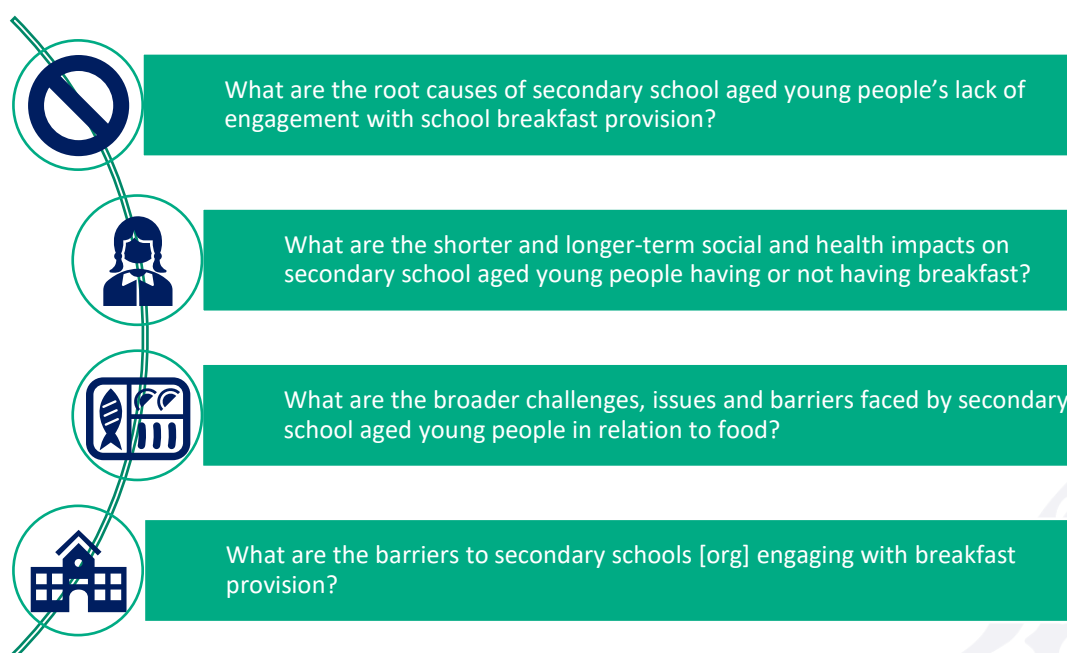 What are the root causes of secondary school aged young people’s lack of
engagement with school breakfast provision?
What are the shorter and longer-term social and health impacts on
secondary school aged young people having or not having breakfast?
What are the broader challenges, issues and barriers faced by secondary
school aged young people in relation to food?
What are the barriers to secondary schools [org] engaging with breakfast
provision?